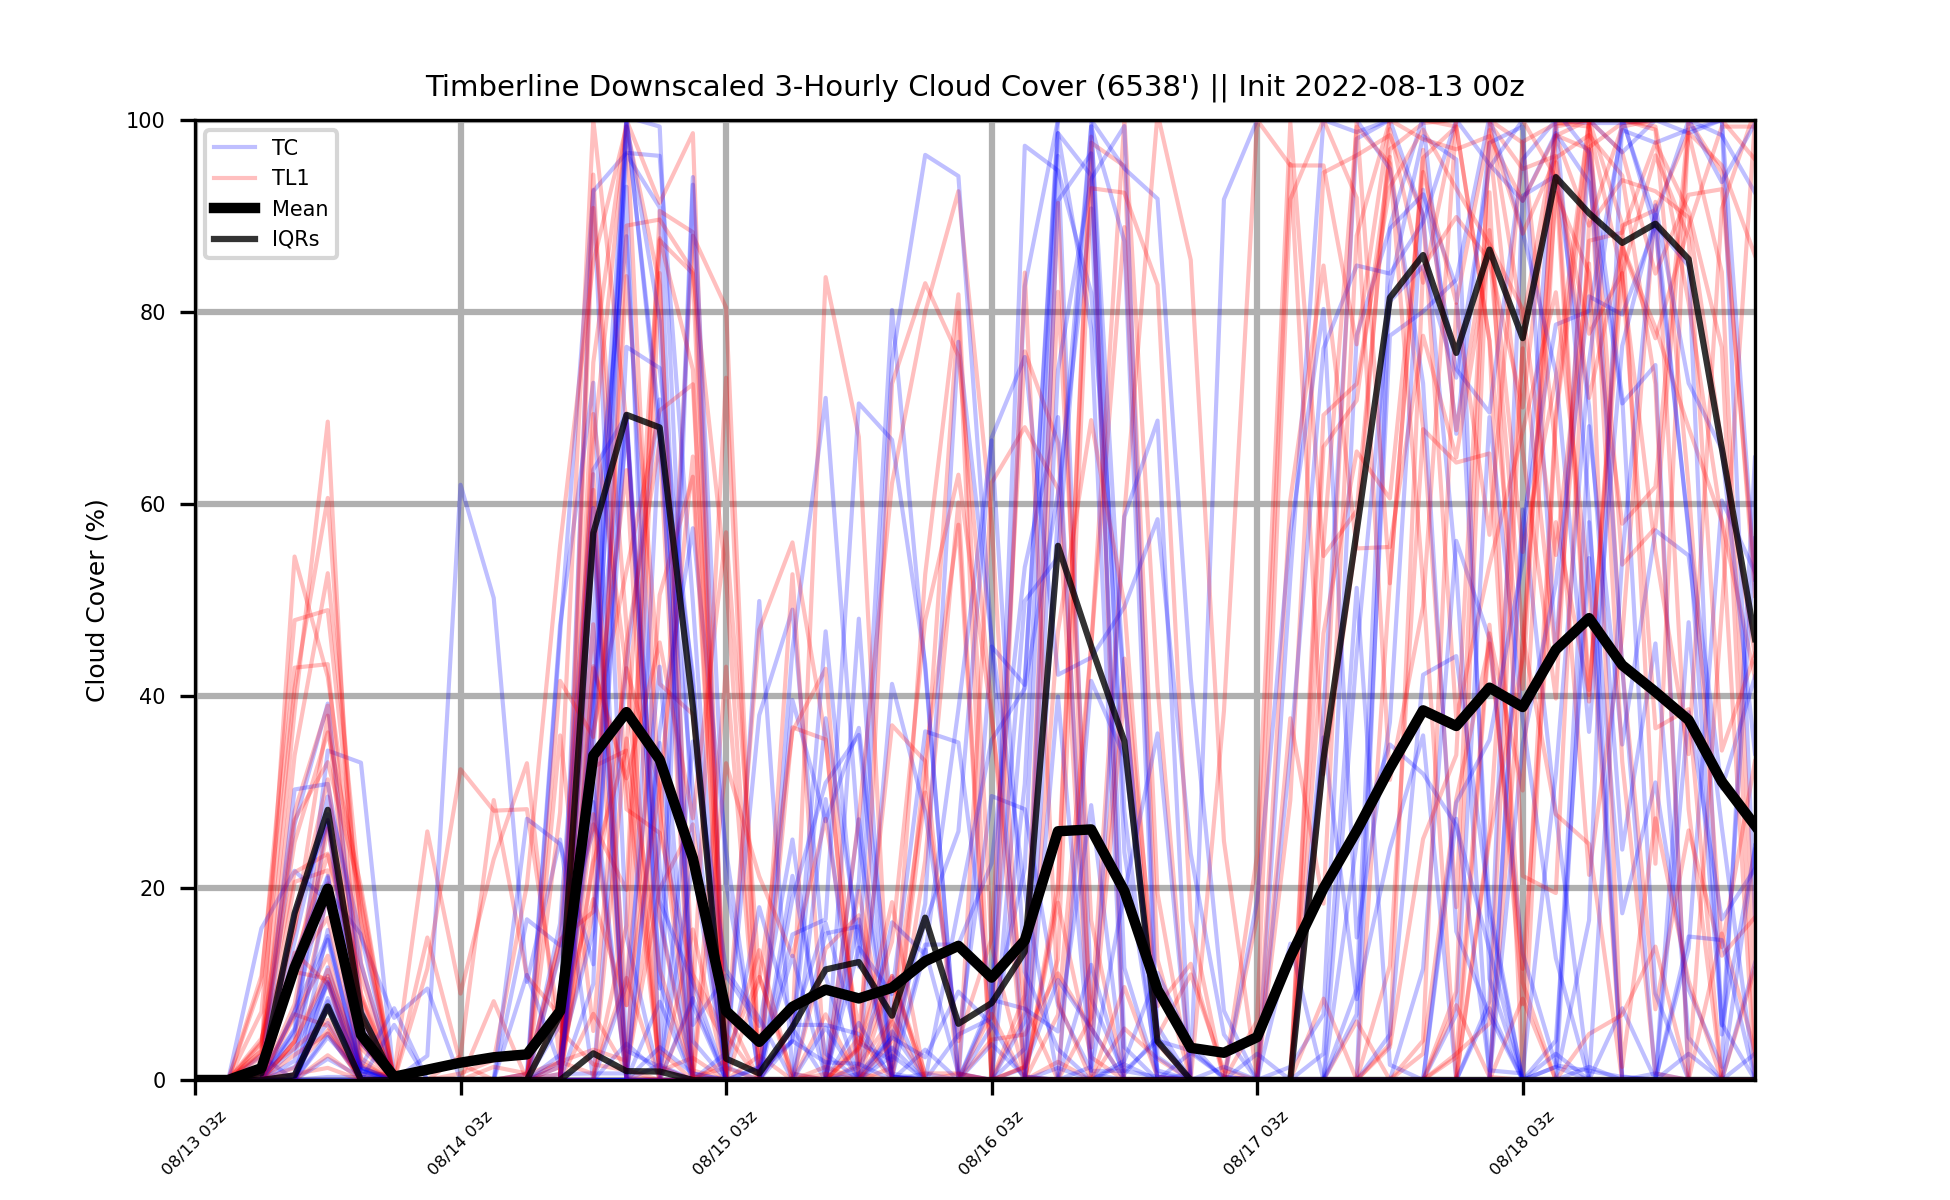 Timberline Downscaled 3-Hourly Cloud Cover (6538') || Init 2022-08-13 00z
TC
TL1
Mean
IQRs
Cloud Cover (%)
100
80
60
40
20
0
08/13 03z
08/14 03z
08/15 03z
08/16 03z
08/17 03z
08/18 03z